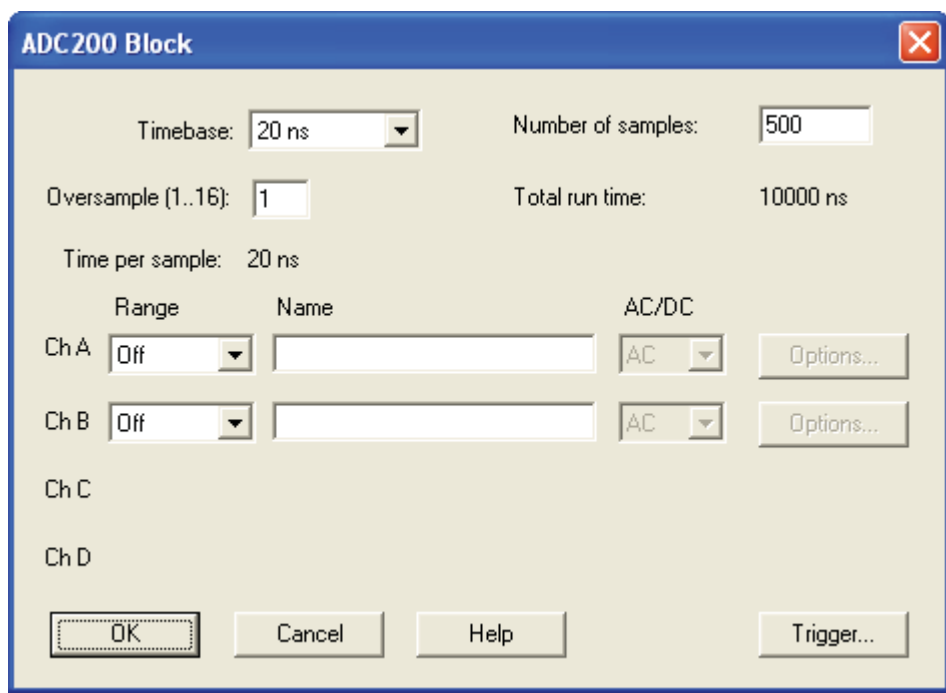 ADC200 Block
Timebase: 20 ns Number of samples: 500
Oversample (1..16): 1 Total run time: 10000 ns
Time per sample: 20 ns
Range Name AC/DC
Ch A Off AC Options...
Ch B Off AC Options...
Ch C
Ch D
OK Cancel Help Trigger...